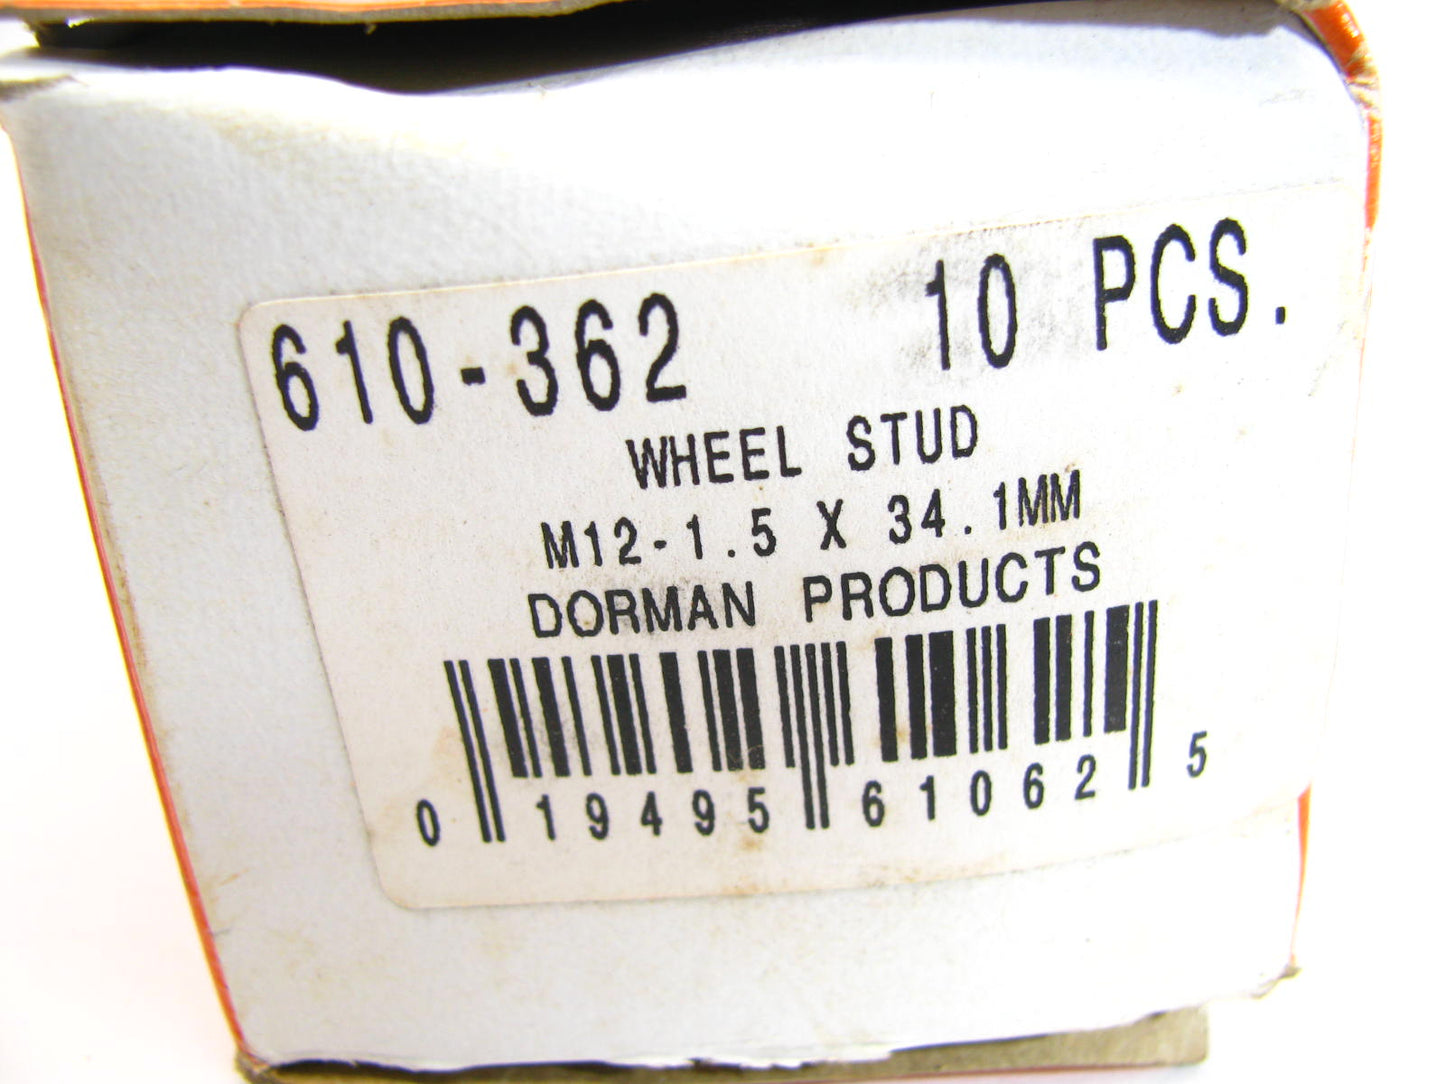 610-362 10 PCS.
WHEEL STUD
M12-1.5 X 34.1MM
DORMAN PRODUCTS
0 19495 61062 5